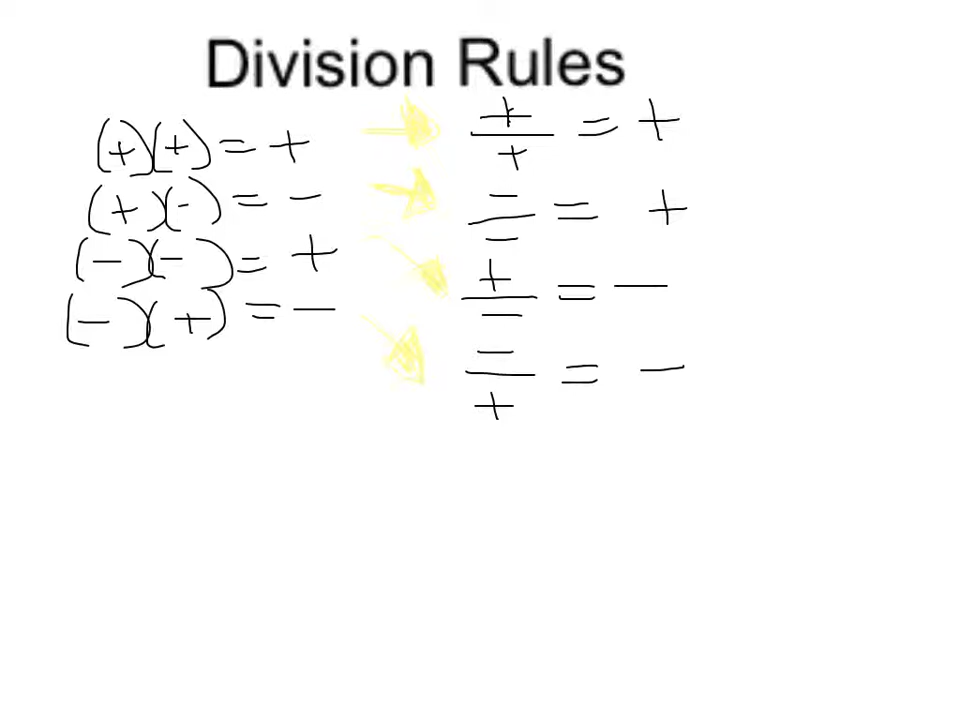 Division Rules
(+)(+) = +
(+)(-) = -
(-)(-) = +
(-)(+) = -
+/+ = +
-/- = +
+/- = -
-/+ = -